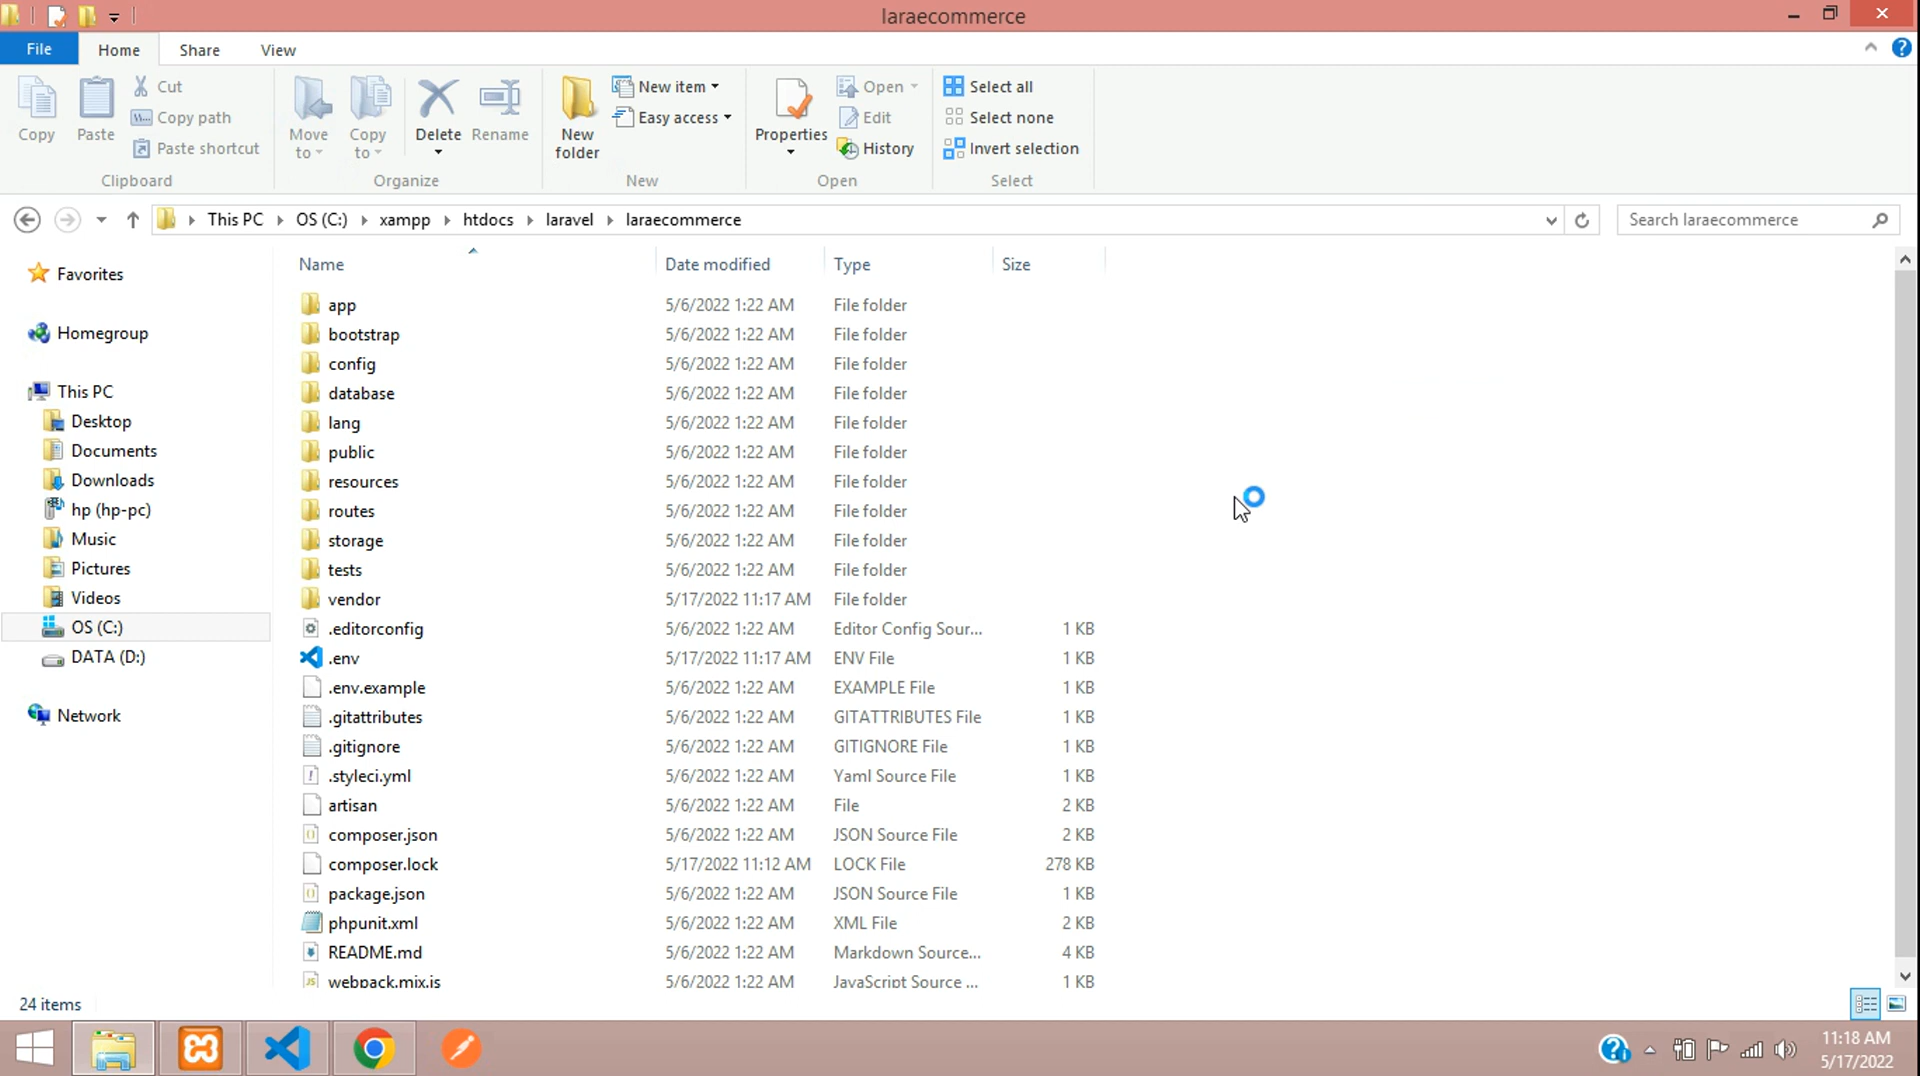 laraecommerce
File Home Share View
Copy
Paste
Cut
Copy path
Paste shortcut
Clipboard
Move to
Copy to
Delete
Rename
Organize
New folder
New item
Easy access
New
Properties
Open
Edit
History
Open
Select all
Select none
Invert selection
Select
This PC OS (C:) xampp htdocs laravel laraecommerce
Search laraecommerce
Favorites
Homegroup
This PC
Desktop
Documents
Downloads
hp (hp-pc)
Music
Pictures
Videos
OS (C:)
DATA (D:)
Network
Name Date modified Type Size
app 5/6/2022 1:22 AM File folder
bootstrap 5/6/2022 1:22 AM File folder
config 5/6/2022 1:22 AM File folder
database 5/6/2022 1:22 AM File folder
lang 5/6/2022 1:22 AM File folder
public 5/6/2022 1:22 AM File folder
resources 5/6/2022 1:22 AM File folder
routes 5/6/2022 1:22 AM File folder
storage 5/6/2022 1:22 AM File folder
tests 5/6/2022 1:22 AM File folder
vendor 5/17/2022 11:17 AM File folder
.editorconfig 5/6/2022 1:22 AM Editor Config Sour... 1 KB
.env 5/17/2022 11:17 AM ENV File 1 KB
.env.example 5/6/2022 1:22 AM EXAMPLE File 1 KB
.gitattributes 5/6/2022 1:22 AM GITATTRIBUTES File 1 KB
.gitignore 5/6/2022 1:22 AM GITIGNORE File 1 KB
.styleci.yml 5/6/2022 1:22 AM Yaml Source File 1 KB
artisan 5/6/2022 1:22 AM File 2 KB
composer.json 5/6/2022 1:22 AM JSON Source File 2 KB
composer.lock 5/17/2022 11:12 AM LOCK File 278 KB
package.json 5/6/2022 1:22 AM JSON Source File 1 KB
phpunit.xml 5/6/2022 1:22 AM XML File 2 KB
README.md 5/6/2022 1:22 AM Markdown Source... 4 KB
webpack.mix.js 5/6/2022 1:22 AM JavaScript Source ... 1 KB
24 items
11:18 AM
5/17/2022